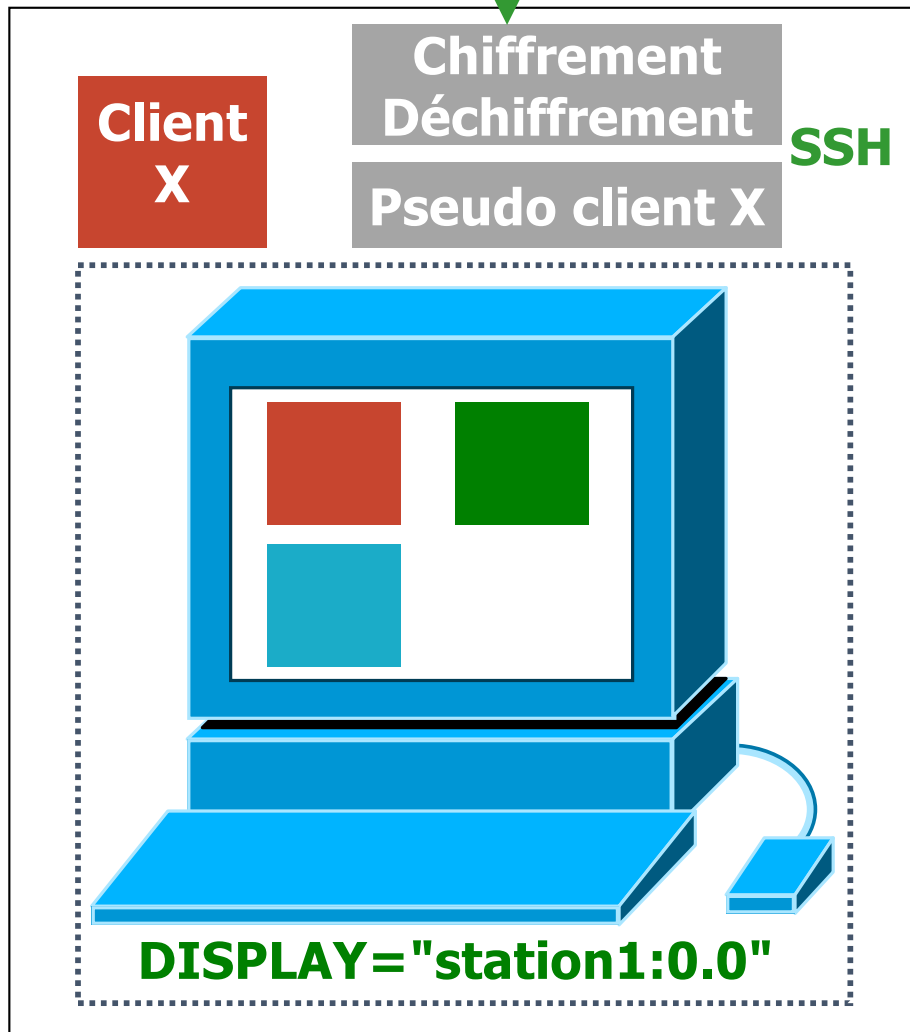 Client
X
Chiffrement
Déchiffrement
SSH
Pseudo client X
DISPLAY="station1:0.0"